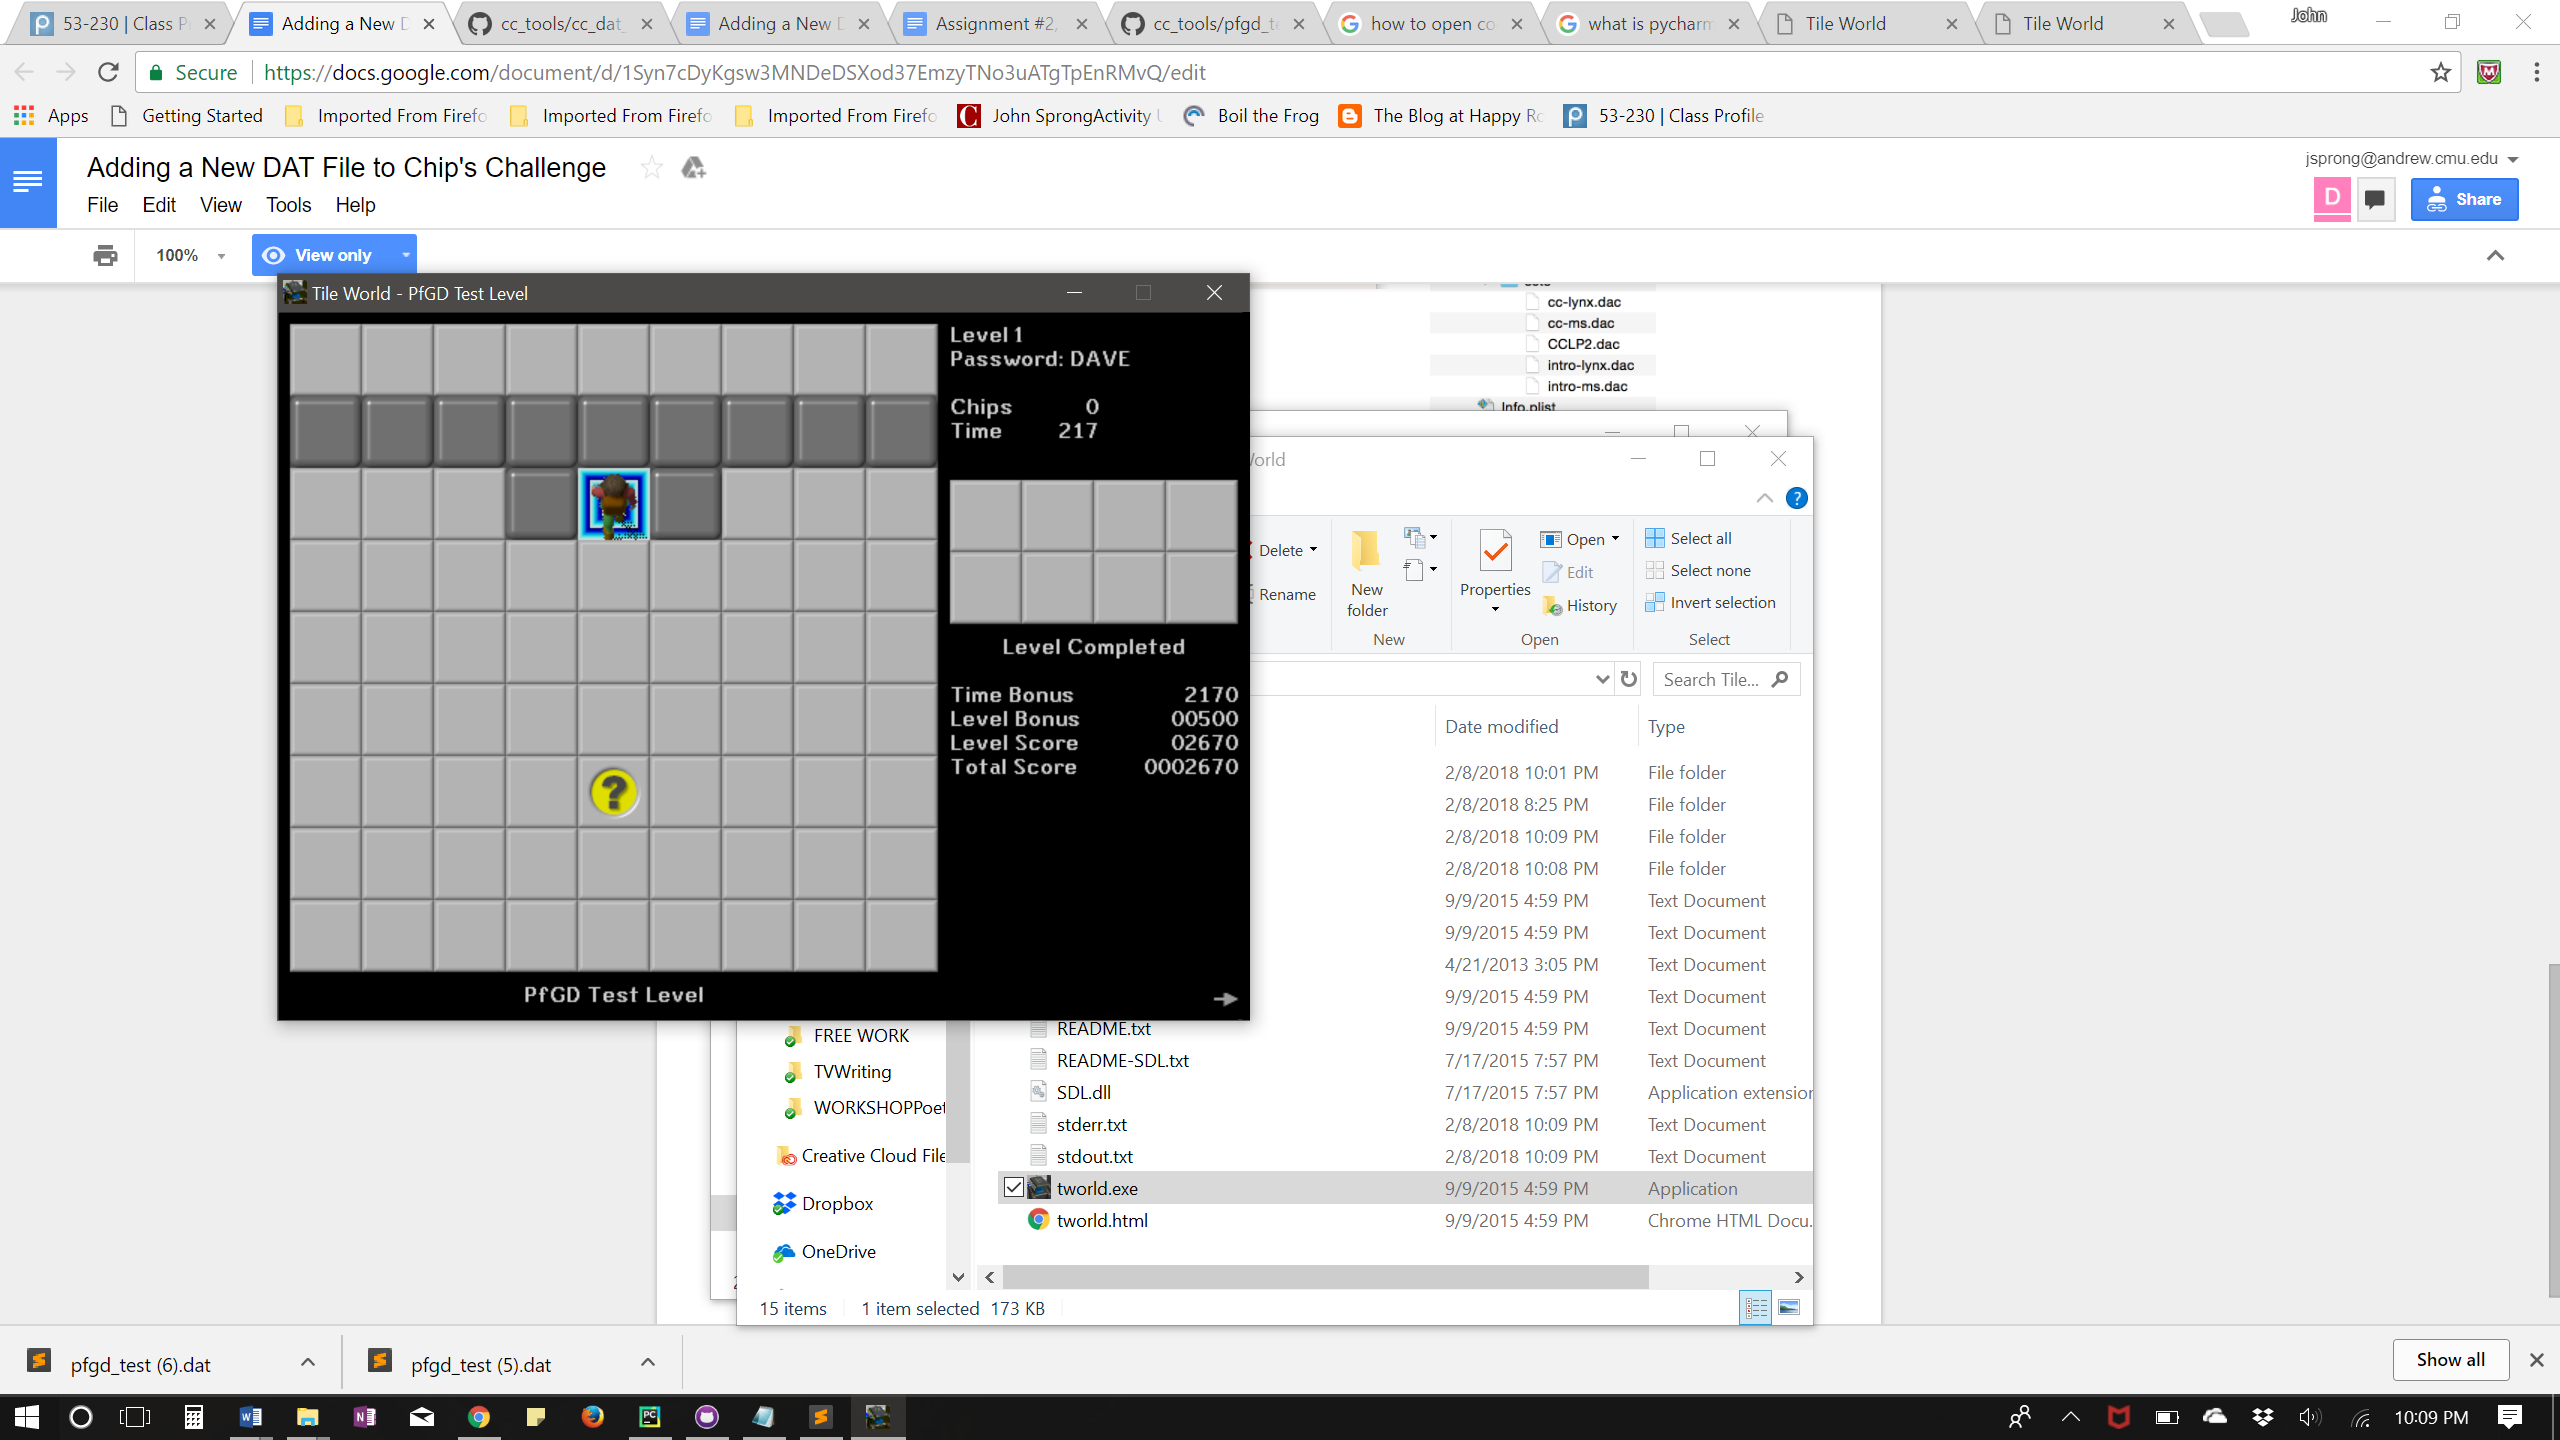 53-230 | Class P
Adding a New D
cc_tools/cc_dat_
Adding a New D
Assignment #2,
cc_tools/pfgd_te
how to open co
what is pycharm
Tile World
Tile World
John
Secure
https://docs.google.com/document/d/1Syn7cDyKgsw3MNDeDSXod37EmzyTNo3uATgTpEnRMvQ/edit
Apps
Getting Started
Imported From Firefo
Imported From Firefo
Imported From Firefo
John SprongActivity
Boil the Frog
The Blog at Happy Ro
53-230 | Class Profile
Adding a New DAT File to Chip's Challenge
jsprong@andrew.cmu.edu
File Edit View Tools Help
D
Share
100%
View only
Tile World - PfGD Test Level
cc-lynx.dac
cc-ms.dac
CCLP2.dac
intro-lynx.dac
intro-ms.dac
Info.plist
Level 1
Password: DAVE
Chips 0
Time 217
Level Completed
Time Bonus 2170
Level Bonus 00500
Level Score 02670
Total Score 0002670
?
PfGD Test Level
World
?
Delete
Rename
New folder
New
Properties
Open
Edit
History
Open
Select all
Select none
Invert selection
Select
Search Tile...
Date modified Type
2/8/2018 10:01 PM File folder
2/8/2018 8:25 PM File folder
2/8/2018 10:09 PM File folder
2/8/2018 10:08 PM File folder
9/9/2015 4:59 PM Text Document
9/9/2015 4:59 PM Text Document
4/21/2013 3:05 PM Text Document
9/9/2015 4:59 PM Text Document
README.txt 9/9/2015 4:59 PM Text Document
README-SDL.txt 7/17/2015 7:57 PM Text Document
SDL.dll 7/17/2015 7:57 PM Application extension
stderr.txt 2/8/2018 10:09 PM Text Document
stdout.txt 2/8/2018 10:09 PM Text Document
tworld.exe 9/9/2015 4:59 PM Application
tworld.html 9/9/2015 4:59 PM Chrome HTML Docu.
FREE WORK
TVWriting
WORKSHOPPoet
Creative Cloud File
Dropbox
OneDrive
15 items 1 item selected 173 KB
pfgd_test (6).dat
pfgd_test (5).dat
Show all
10:09 PM